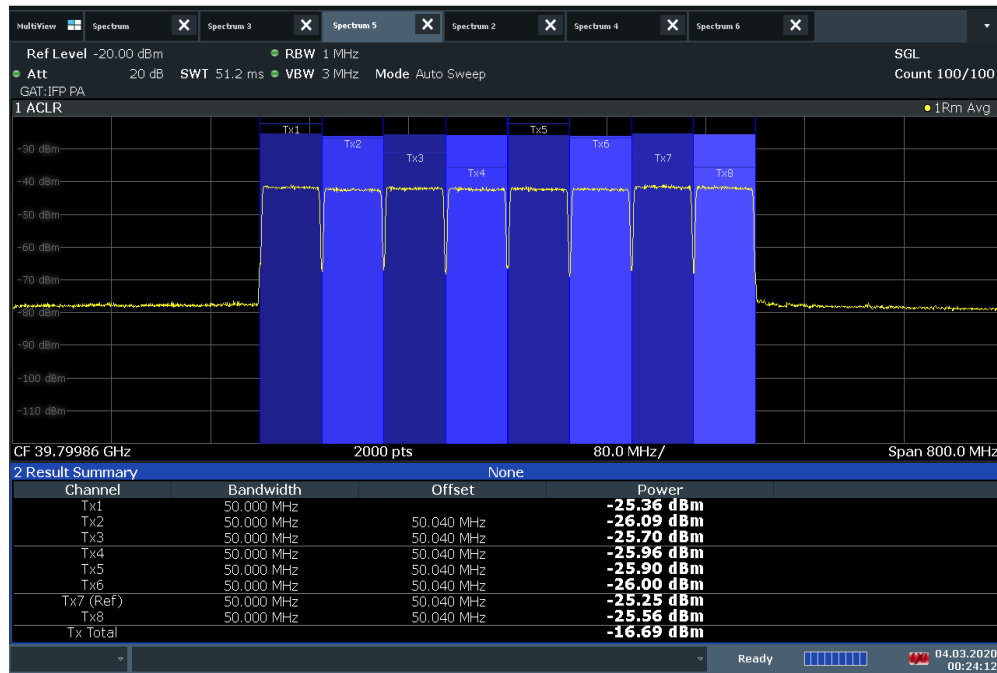 MultiView Spectrum Spectrum 3 Spectrum 5 Spectrum 2 Spectrum 4 Spectrum 6
Ref Level -20.00 dBm RBW 1 MHz SGL
Att 20 dB SWT 51.2 ms VBW 3 MHz Mode Auto Sweep Count 100/100
GAT:IFP PA
1 ACLR 1Rm Avg
Tx1 Tx2 Tx3 Tx4 Tx5 Tx6 Tx7 Tx8
-30 dBm
-40 dBm
-50 dBm
-60 dBm
-70 dBm
-80 dBm
-90 dBm
-100 dBm
-110 dBm
CF 39.79986 GHz 2000 pts 80.0 MHz/ Span 800.0 MHz
2 Result Summary None
Channel Bandwidth Offset Power
Tx1 50.000 MHz -25.36 dBm
Tx2 50.000 MHz 50.040 MHz -26.09 dBm
Tx3 50.000 MHz 50.040 MHz -25.70 dBm
Tx4 50.000 MHz 50.040 MHz -25.96 dBm
Tx5 50.000 MHz 50.040 MHz -25.90 dBm
Tx6 50.000 MHz 50.040 MHz -26.00 dBm
Tx7 (Ref) 50.000 MHz 50.040 MHz -25.25 dBm
Tx8 50.000 MHz 50.040 MHz -25.56 dBm
Tx Total -16.69 dBm
Ready 04.03.2020
00:24:12